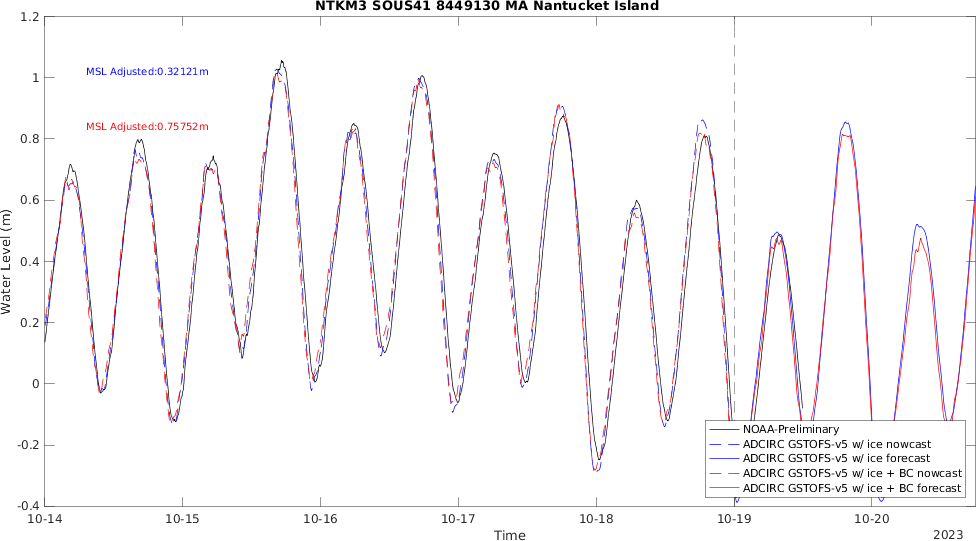 NTKM3 SOUS41 8449130 MA Nantucket Island
1.2
1
0.8
0.6
0.4
0.2
0
-0.2
-0.4
Water Level (m)
MSL Adjusted:0.32121m
MSL Adjusted:0.75752m
NOAA-Preliminary
ADCIRC GSTOFS-v5 w/ ice nowcast
ADCIRC GSTOFS-v5 w/ ice forecast
ADCIRC GSTOFS-v5 w/ ice + BC nowcast
ADCIRC GSTOFS-v5 w/ ice + BC forecast
10-14 10-15 10-16 10-17 10-18 10-19 10-20
Time
2023